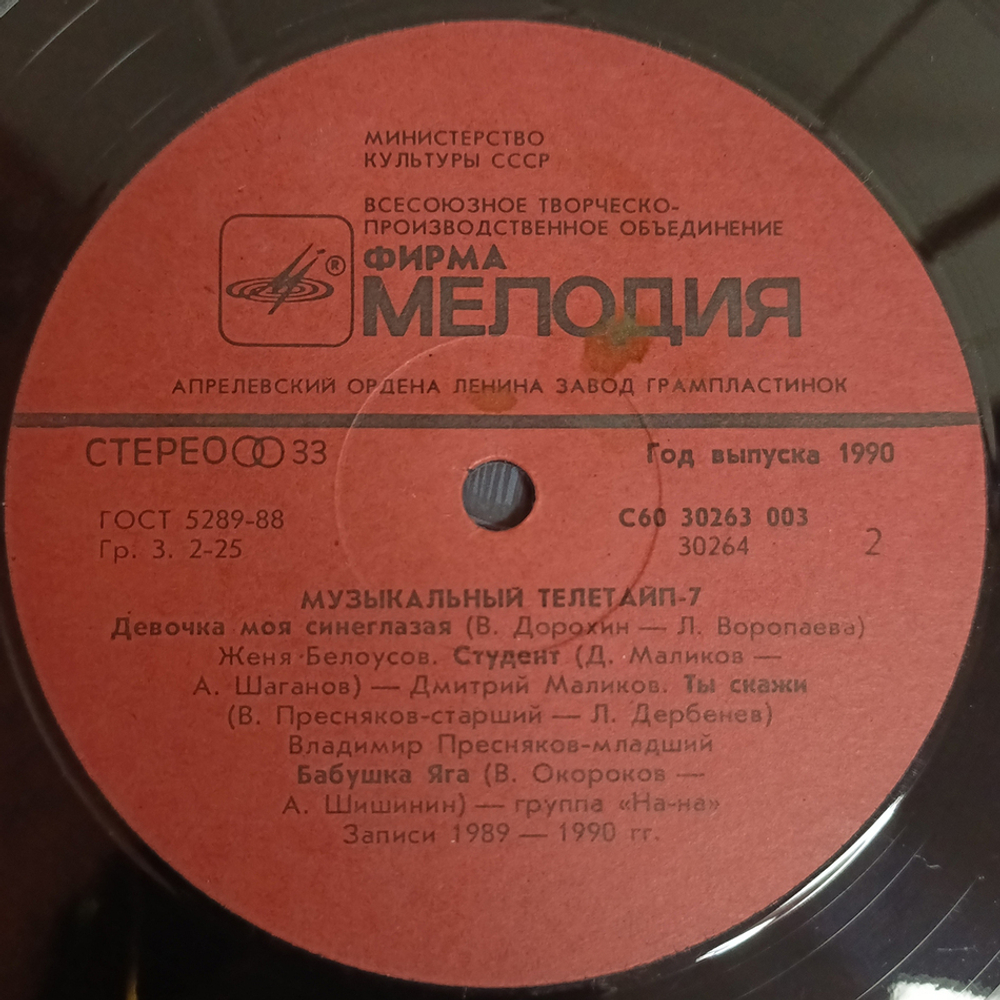 МИНИСТЕРСТВО
КУЛЬТУРЫ СССР
ВСЕСОЮЗНОЕ ТВОРЧЕСКО-
ПРОИЗВОДСТВЕННОЕ ОБЪЕДИНЕНИЕ
®
ФИРМА
МЕЛОДИЯ
АПРЕЛЕВСКИЙ ОРДЕНА ЛЕНИНА ЗАВОД ГРАМПЛАСТИНОК
СТЕРЕО 33 Год выпуска 1990
ГОСТ 5289-88 С60 30263 003
Гр. 3. 2-25 30264 2
МУЗЫКАЛЬНЫЙ ТЕЛЕТАЙП-7
Девочка моя синеглазая (В. Дорохин — Л. Воропаева)
Женя Белоусов. Студент (Д. Маликов —
А. Шаганов) — Дмитрий Маликов. Ты скажи
(В. Пресняков-старший — Л. Дербенев)
Владимир Пресняков-младший
Бабушка Яга (В. Окороков —
А. Шишинин) — группа «На-на»
Записи 1989 — 1990 гг.